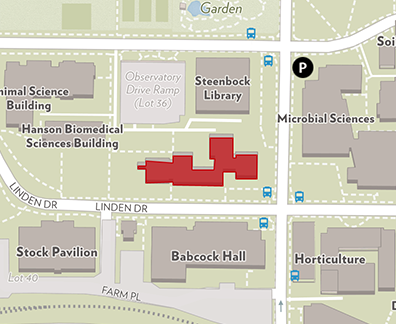 Garden
P
Soi
Observatory
Drive Ramp
(Lot 36)
Steenbock
Library
nimal Science
Building
Microbial Sciences
Hanson Biomedical
Sciences Building
LINDEN DR
LINDEN DR
Stock Pavilion
Babcock Hall
Horticulture
Lot 40
FARM PL
D